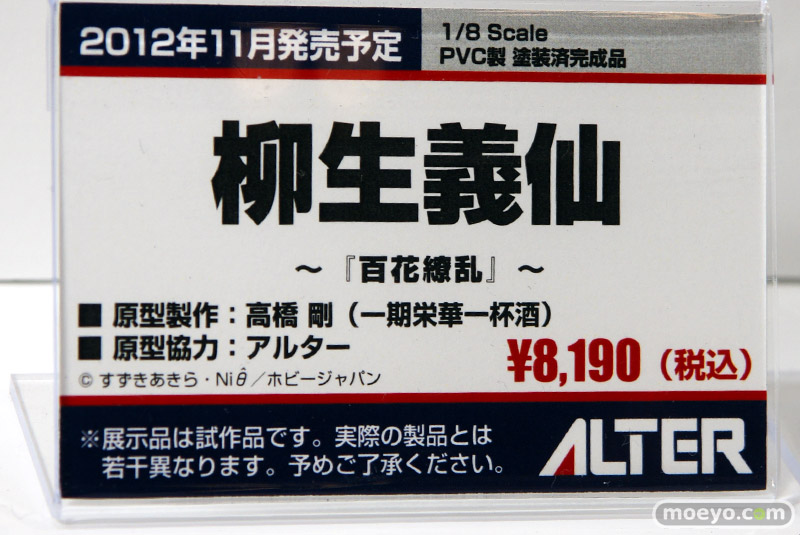 2012年11月発売予定
1/8 Scale
PVC製 塗装済完成品
柳生義仙
～『百花繚乱』～
■ 原型製作：高橋 剛（一期栄華一杯酒）
■ 原型協力：アルター
¥8,190（税込）
© すずきあきら・Niθ̂／ホビージャパン
※展示品は試作品です。実際の製品とは
若干異なります。予めご了承ください。
ALTER
moeyo.com